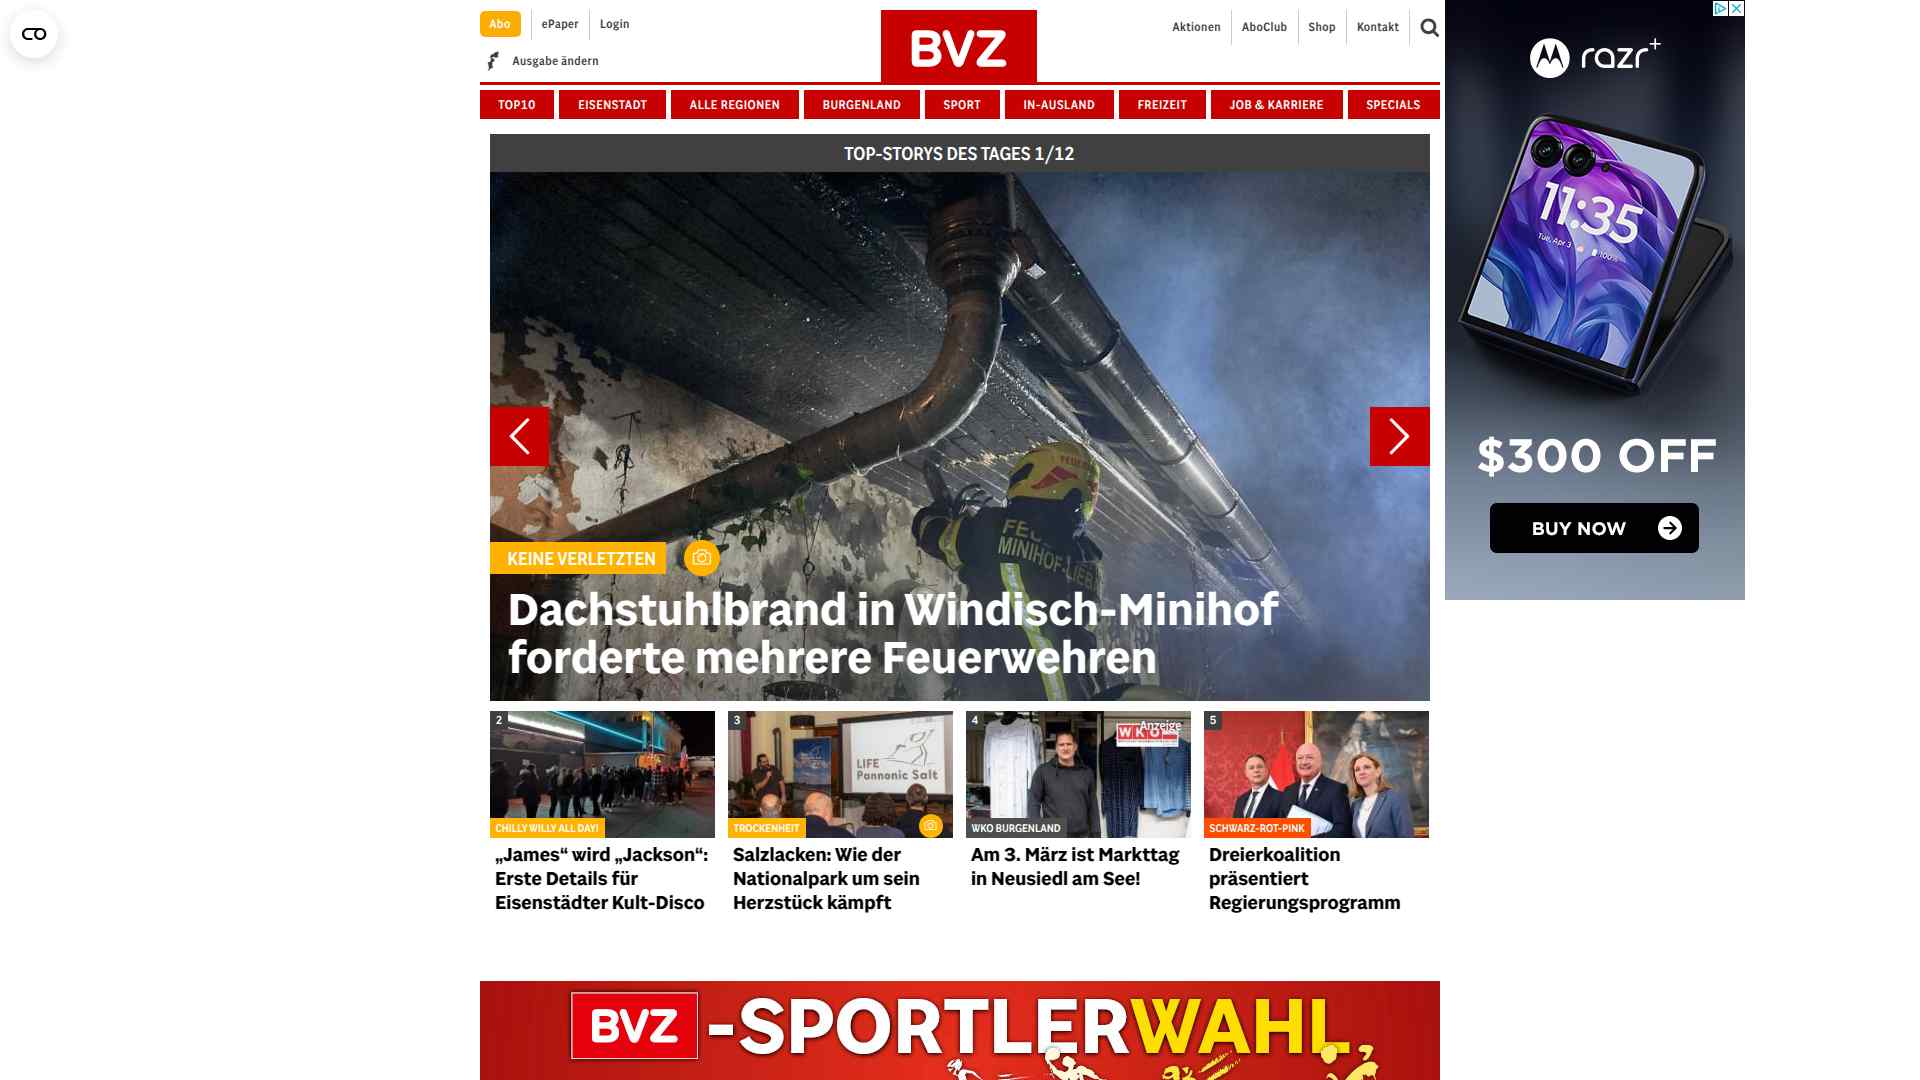 Abo
ePaper
Login
Ausgabe ändern
BVZ
Aktionen
AboClub
Shop
Kontakt
TOP10
EISENSTADT
ALLE REGIONEN
BURGENLAND
SPORT
IN-AUSLAND
FREIZEIT
JOB & KARRIERE
SPECIALS
TOP-STORYS DES TAGES 1/12
FEUER
MINIHOF-LIEB
KEINE VERLETZTEN
Dachstuhlbrand in Windisch-Minihof
forderte mehrere Feuerwehren
2
CHILLY WILLY ALL DAY!
„James“ wird „Jackson“:
Erste Details für
Eisenstädter Kult-Disco
3
LIFE
Pannonic Salt
TROCKENHEIT
Salzlacken: Wie der
Nationalpark um sein
Herzstück kämpft
4
Anzeige
WKO
WKO BURGENLAND
Am 3. März ist Markttag
in Neusiedl am See!
5
SCHWARZ-ROT-PINK
Dreierkoalition
präsentiert
Regierungsprogramm
BVZ -SPORTLERWAHL
razr+
11:35
Tue, Apr 3
100%
$300 OFF
BUY NOW